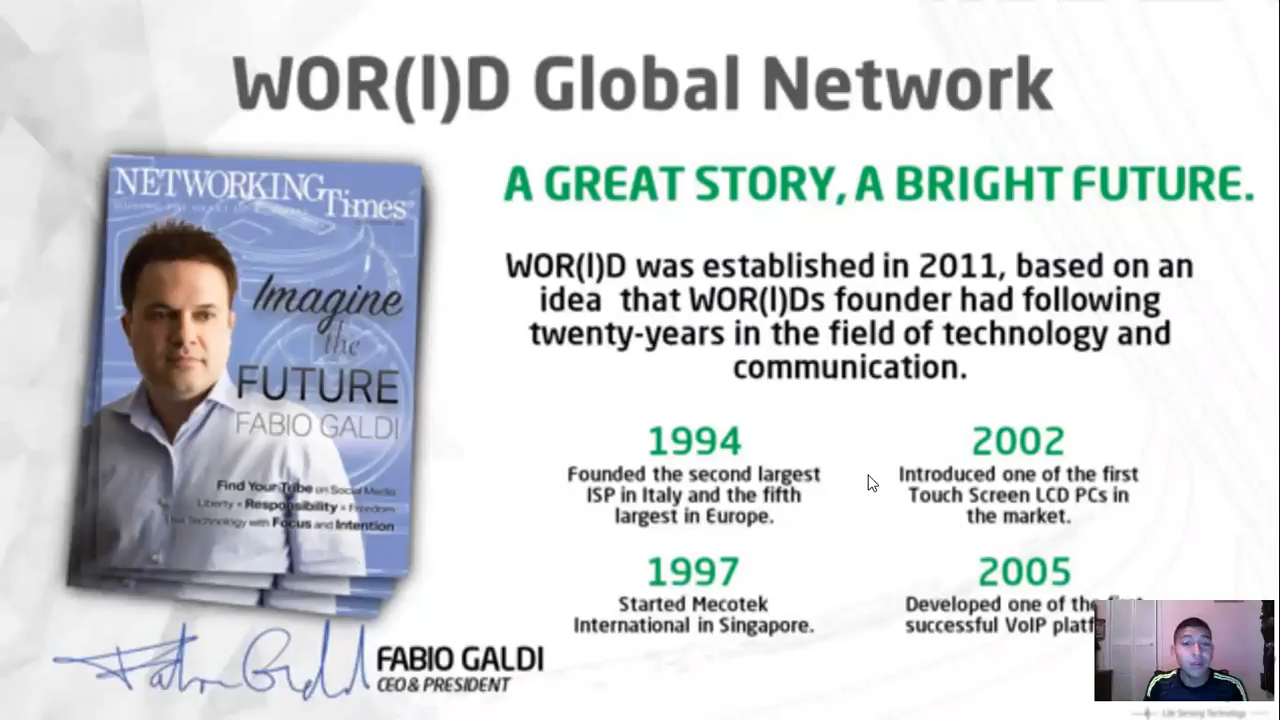 WOR(l)D Global Network
NETWORKING
Times
Imagine
the
FUTURE
FABIO GALDI
Find Your Tribe on Social Media
Liberty + Responsibility = Freedom
Technology with Focus and Intention
A GREAT STORY, A BRIGHT FUTURE.
WOR(l)D was established in 2011, based on an
idea that WOR(l)Ds founder had following
twenty-years in the field of technology and
communication.
1994
Founded the second largest
ISP in Italy and the fifth
largest in Europe.
2002
Introduced one of the first
Touch Screen LCD PCs in
the market.
1997
Started Mecotek
International in Singapore.
2005
Developed one of the
successful VoIP
FABIO GALDI
CEO & PRESIDENT
Life Sensing Technology